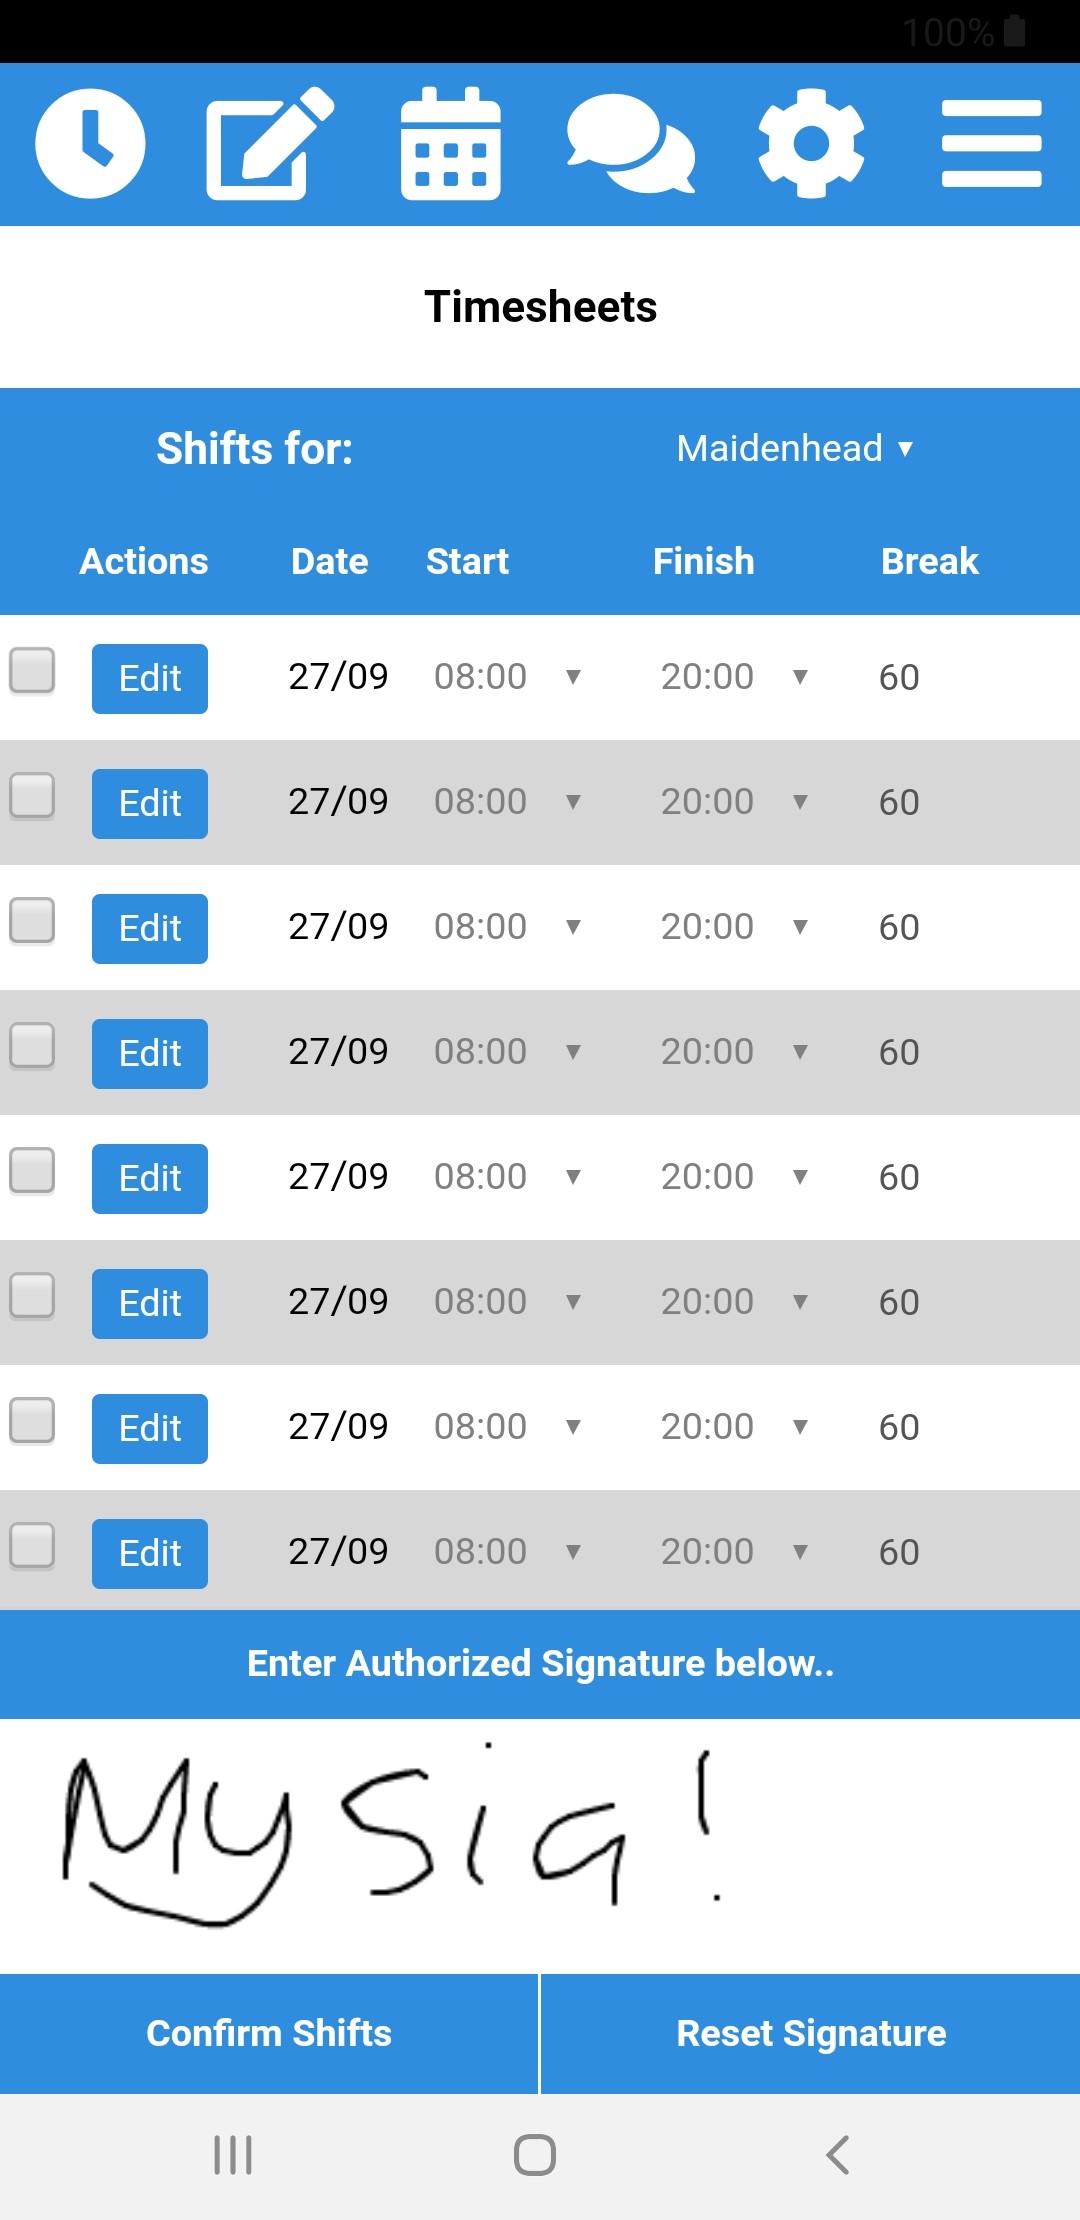 100%
Timesheets
Shifts for: Maidenhead ▼
Actions Date Start Finish Break
Edit 27/09 08:00 ▼ 20:00 ▼ 60
Edit 27/09 08:00 ▼ 20:00 ▼ 60
Edit 27/09 08:00 ▼ 20:00 ▼ 60
Edit 27/09 08:00 ▼ 20:00 ▼ 60
Edit 27/09 08:00 ▼ 20:00 ▼ 60
Edit 27/09 08:00 ▼ 20:00 ▼ 60
Edit 27/09 08:00 ▼ 20:00 ▼ 60
Edit 27/09 08:00 ▼ 20:00 ▼ 60
Enter Authorized Signature below..
My Sig!
Confirm Shifts Reset Signature